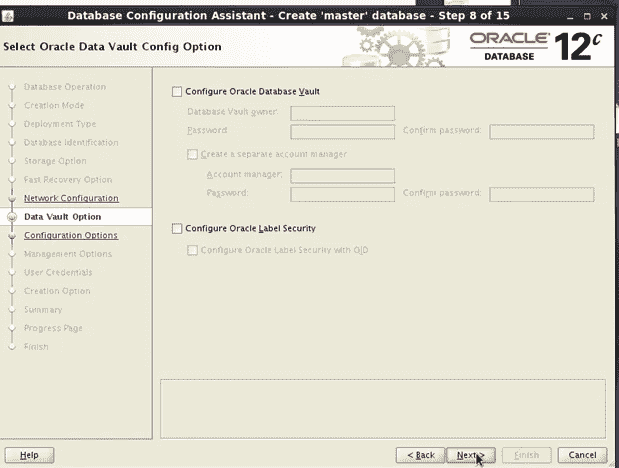 Database Configuration Assistant - Create 'master' database - Step 8 of 15
Select Oracle Data Vault Config Option
ORACLE
DATABASE
12c
Database Operation
Creation Mode
Deployment Type
Database Identification
Storage Option
Fast Recovery Option
Network Configuration
Data Vault Option
Configuration Options
Management Options
User Credentials
Creation Option
Summary
Progress Page
Finish
Configure Oracle Database Vault
Database Vault owner:
Password: Confirm password:
Create a separate account manager
Account manager:
Password: Confirm password:
Configure Oracle Label Security
Configure Oracle Label Security with OID
Help < Back Next > Finish Cancel